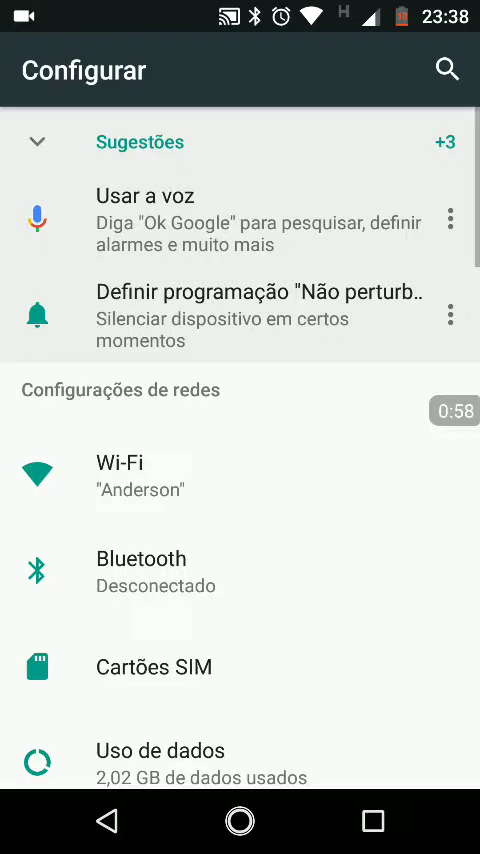 H
10
23:38
Configurar
Sugestões
+3
Usar a voz
Diga "Ok Google" para pesquisar, definir
alarmes e muito mais
Definir programação "Não perturb..
Silenciar dispositivo em certos
momentos
Configurações de redes
0:58
Wi-Fi
"Anderson"
Bluetooth
Desconectado
Cartões SIM
Uso de dados
2,02 GB de dados usados